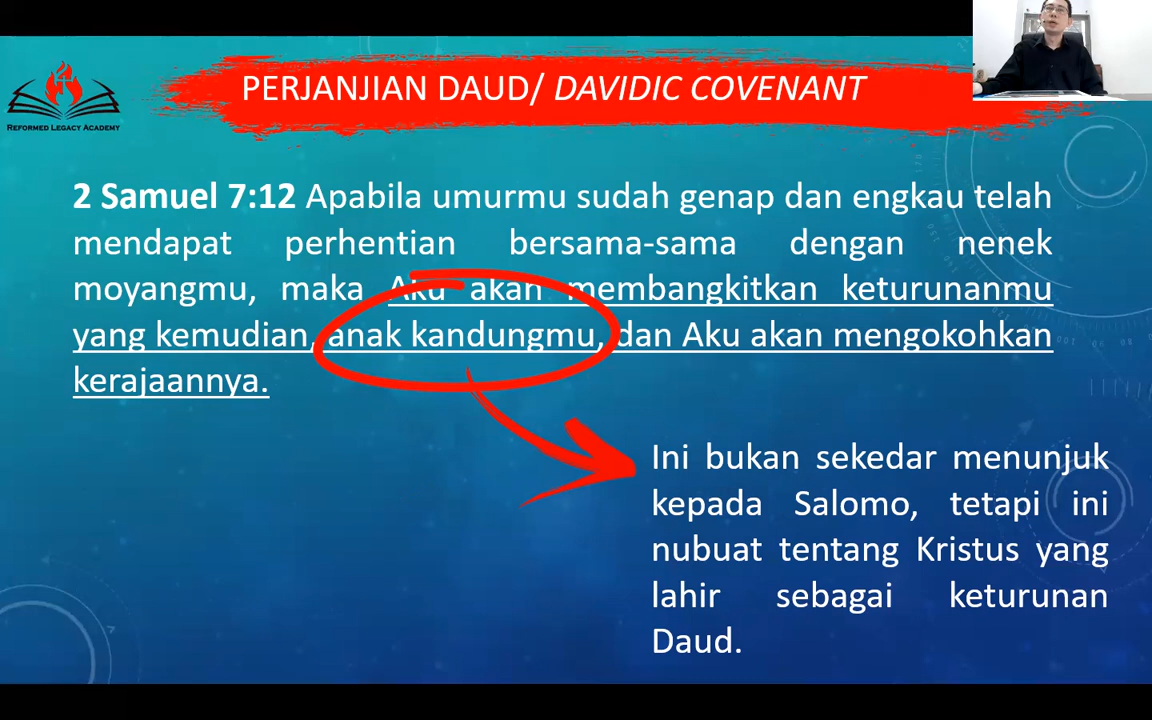 PERJANJIAN DAUD/ DAVIDIC COVENANT
REFORMED LEGACY ACADEMY
2 Samuel 7:12 Apabila umurmu sudah genap dan engkau telah
mendapat perhentian bersama-sama dengan nenek
moyangmu, maka Aku akan membangkitkan keturunanmu
yang kemudian, anak kandungmu, dan Aku akan mengokohkan
kerajaannya.
Ini bukan sekedar menunjuk
kepada Salomo, tetapi ini
nubuat tentang Kristus yang
lahir sebagai keturunan
Daud.